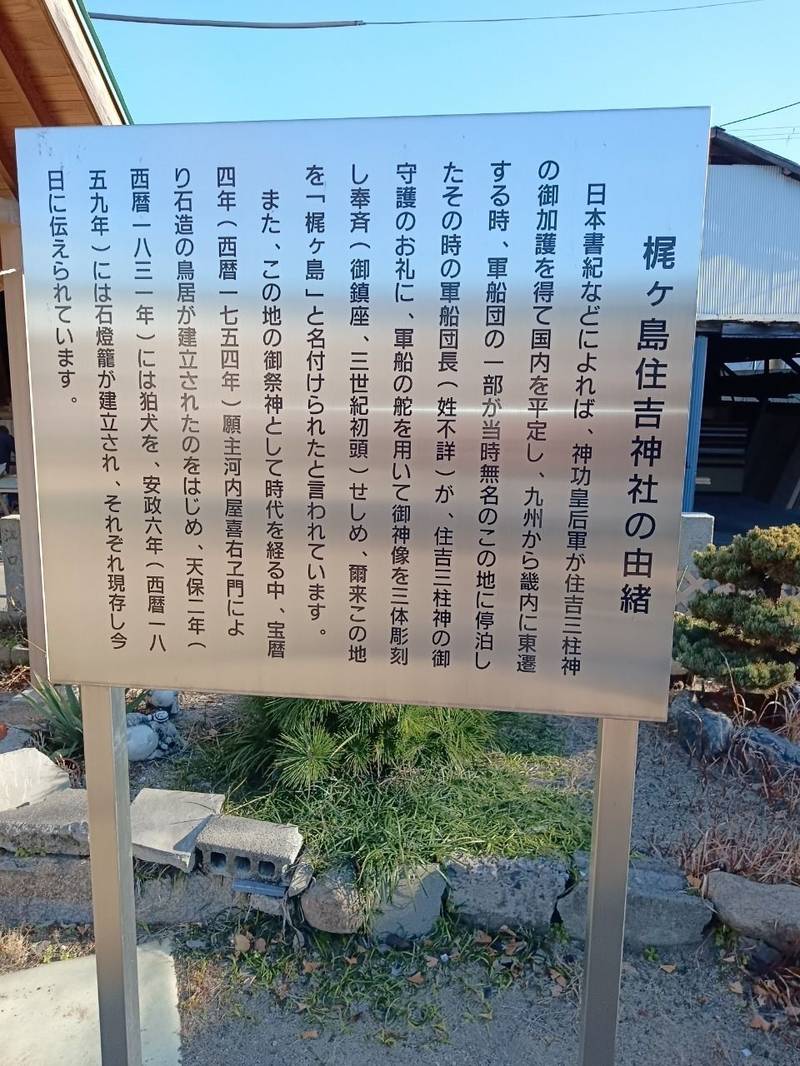 梶ヶ島住吉神社の由緒
日本書紀などによれば、神功皇后軍が住吉三柱神
の御加護を得て国内を平定し、九州から畿内に東遷
する時、軍船団の一部が当時無名のこの地に停泊し
たその時の軍船団長(姓不詳)が、住吉三柱神の御
守護のお礼に、軍船の舵を用いて御神像を三体彫刻
し奉斉(御鎮座、三世紀初頭)せしめ、爾来この地
を「梶ヶ島」と名付けられたと言われています。
また、この地の御祭神として時代を経る中、宝暦
四年(西暦一七五四年)願主河内屋喜右ヱ門によ
り石造の鳥居が建立されたのをはじめ、天保二年(
西暦一八三一年)には狛犬を、安政六年(西暦一八
五九年)には石燈籠が建立され、それぞれ現存し今
日に伝えられています。